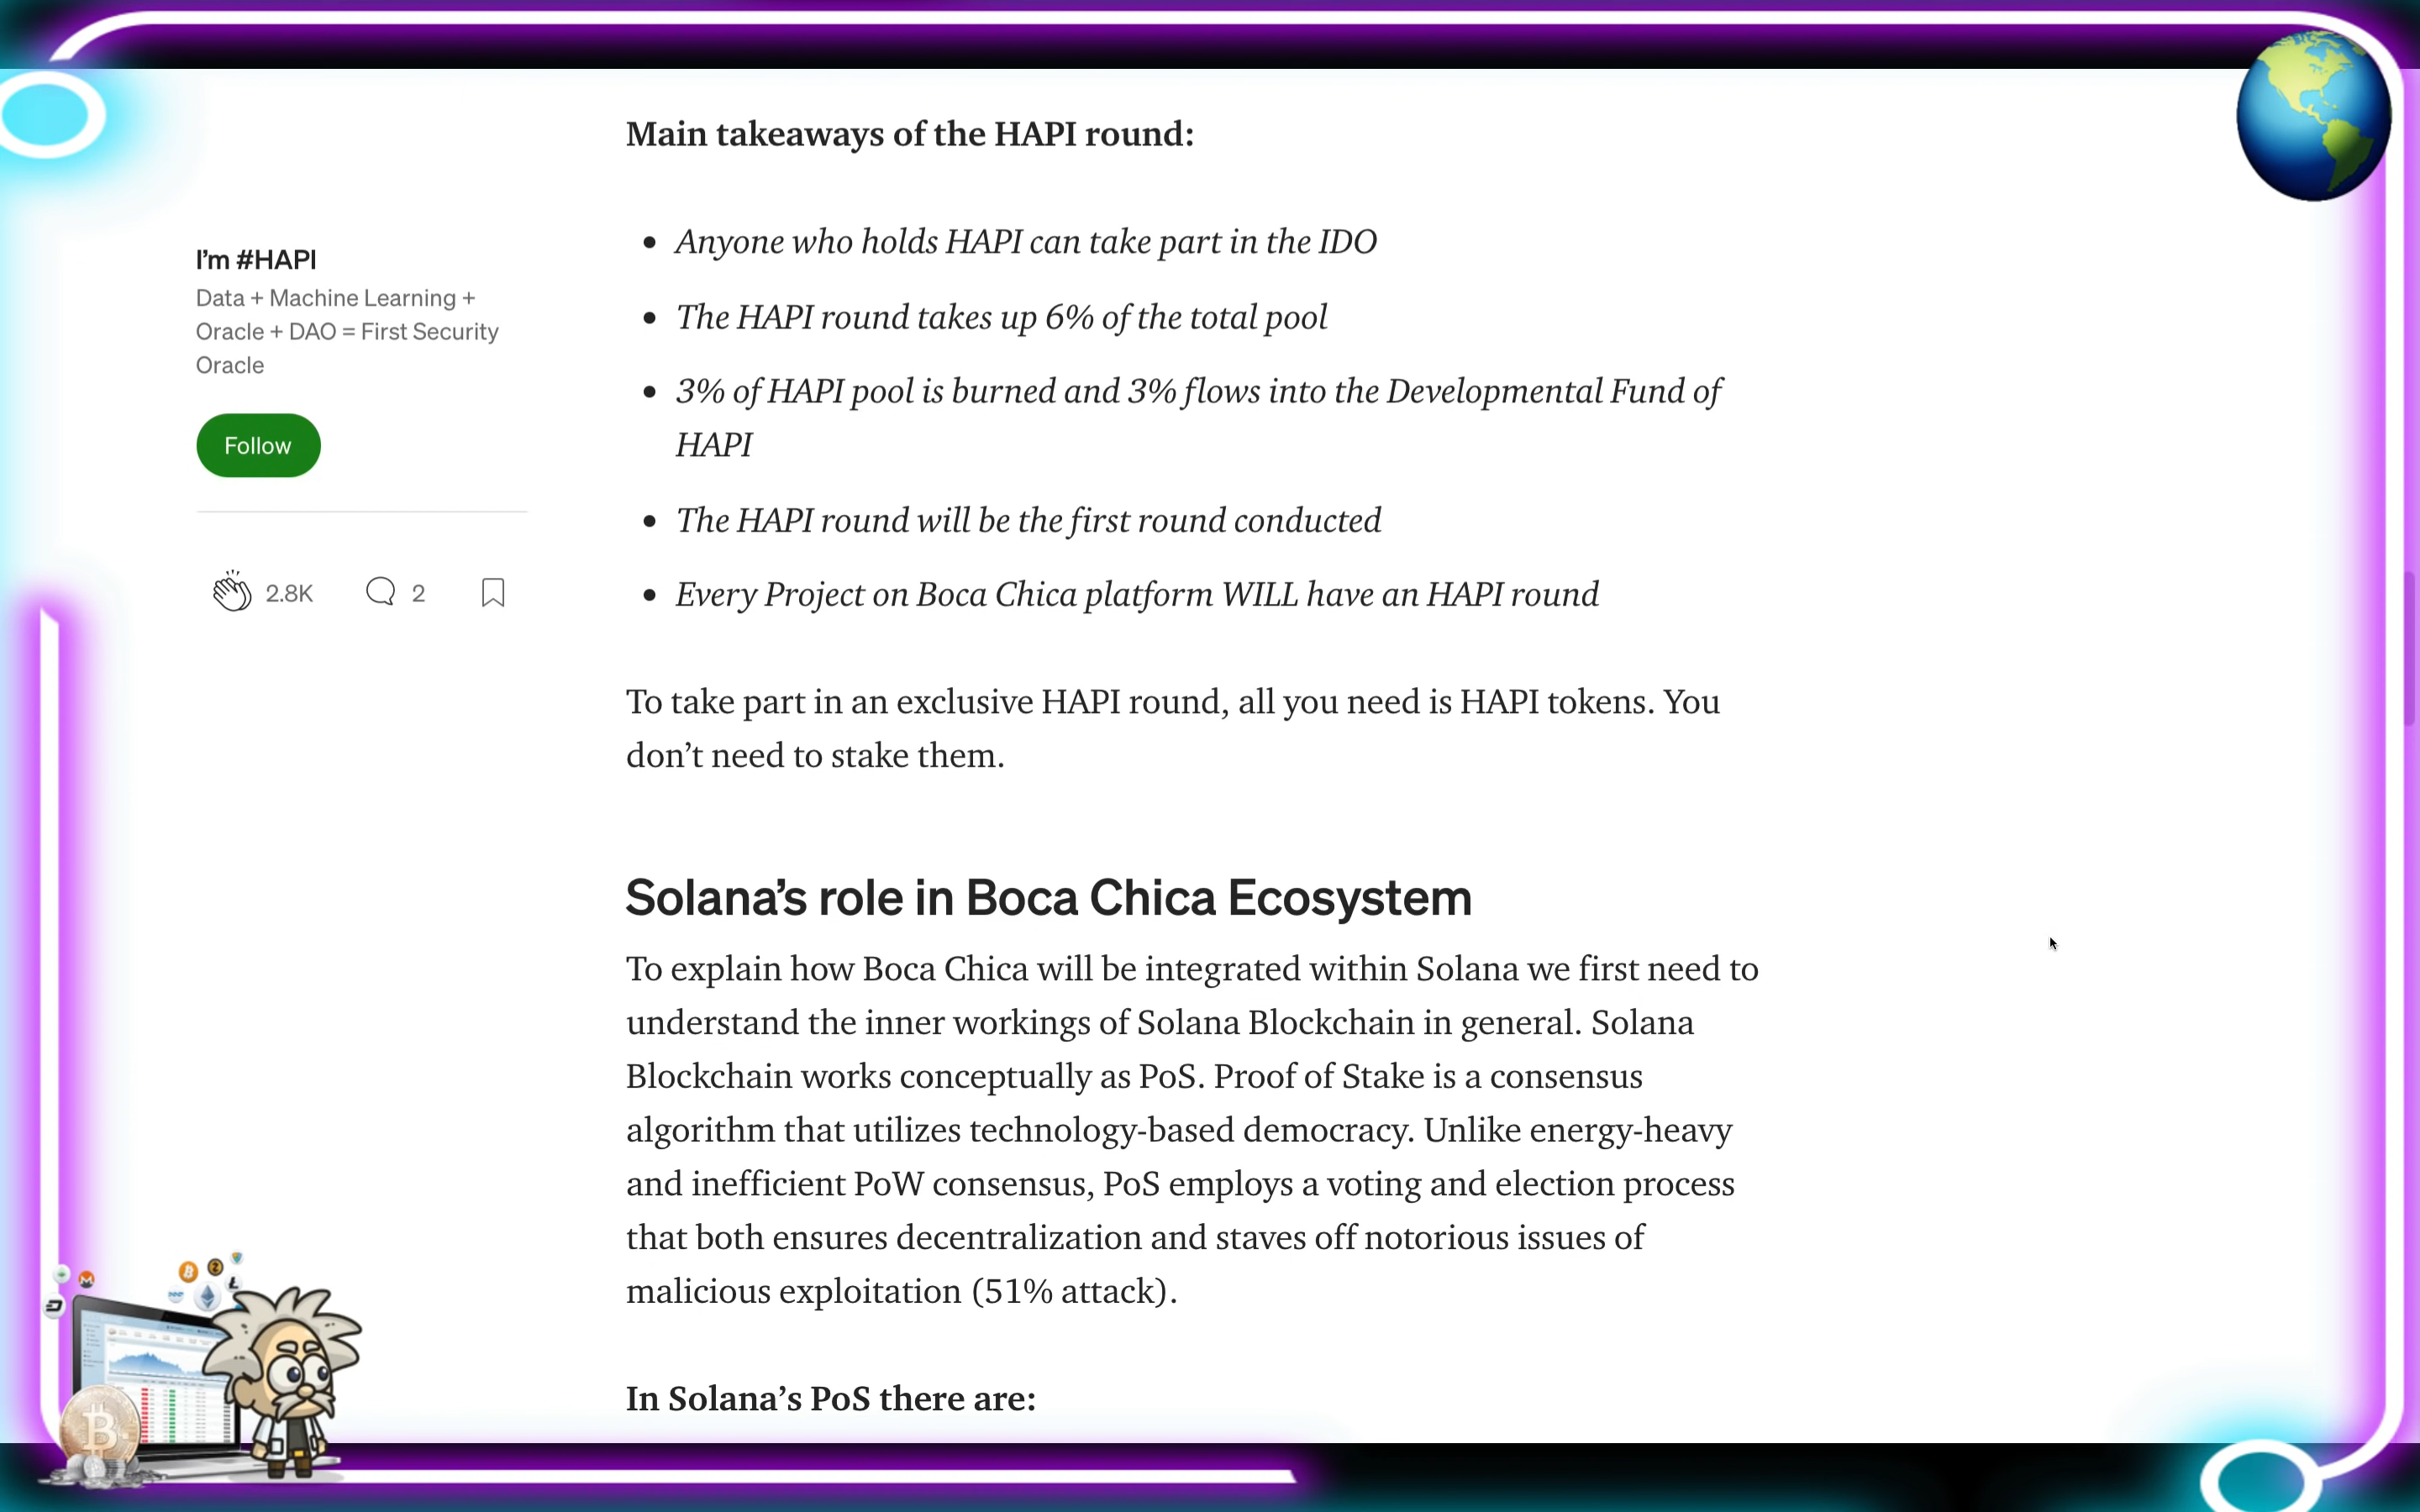 Main takeaways of the HAPI round:
I'm #HAPI
Data + Machine Learning +
Oracle + DAO = First Security
Oracle
Follow
2.8K
2
• Anyone who holds HAPI can take part in the IDO
• The HAPI round takes up 6% of the total pool
• 3% of HAPI pool is burned and 3% flows into the Developmental Fund of
HAPI
• The HAPI round will be the first round conducted
• Every Project on Boca Chica platform WILL have an HAPI round
To take part in an exclusive HAPI round, all you need is HAPI tokens. You
don’t need to stake them.
Solana’s role in Boca Chica Ecosystem
To explain how Boca Chica will be integrated within Solana we first need to
understand the inner workings of Solana Blockchain in general. Solana
Blockchain works conceptually as PoS. Proof of Stake is a consensus
algorithm that utilizes technology-based democracy. Unlike energy-heavy
and inefficient PoW consensus, PoS employs a voting and election process
that both ensures decentralization and staves off notorious issues of
malicious exploitation (51% attack).
In Solana’s PoS there are: